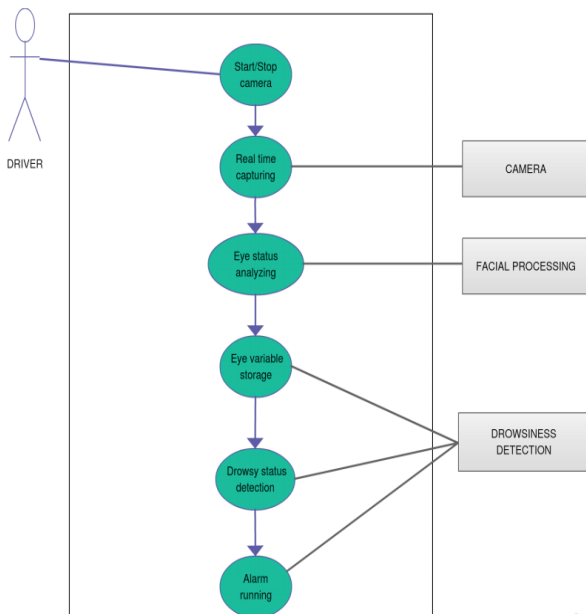 Start/Stop
camera
DRIVER
Real time
capturing
CAMERA
Eye status
analyzing
FACIAL PROCESSING
Eye variable
storage
DROWSINESS
DETECTION
Drowsy status
detection
Alarm
running